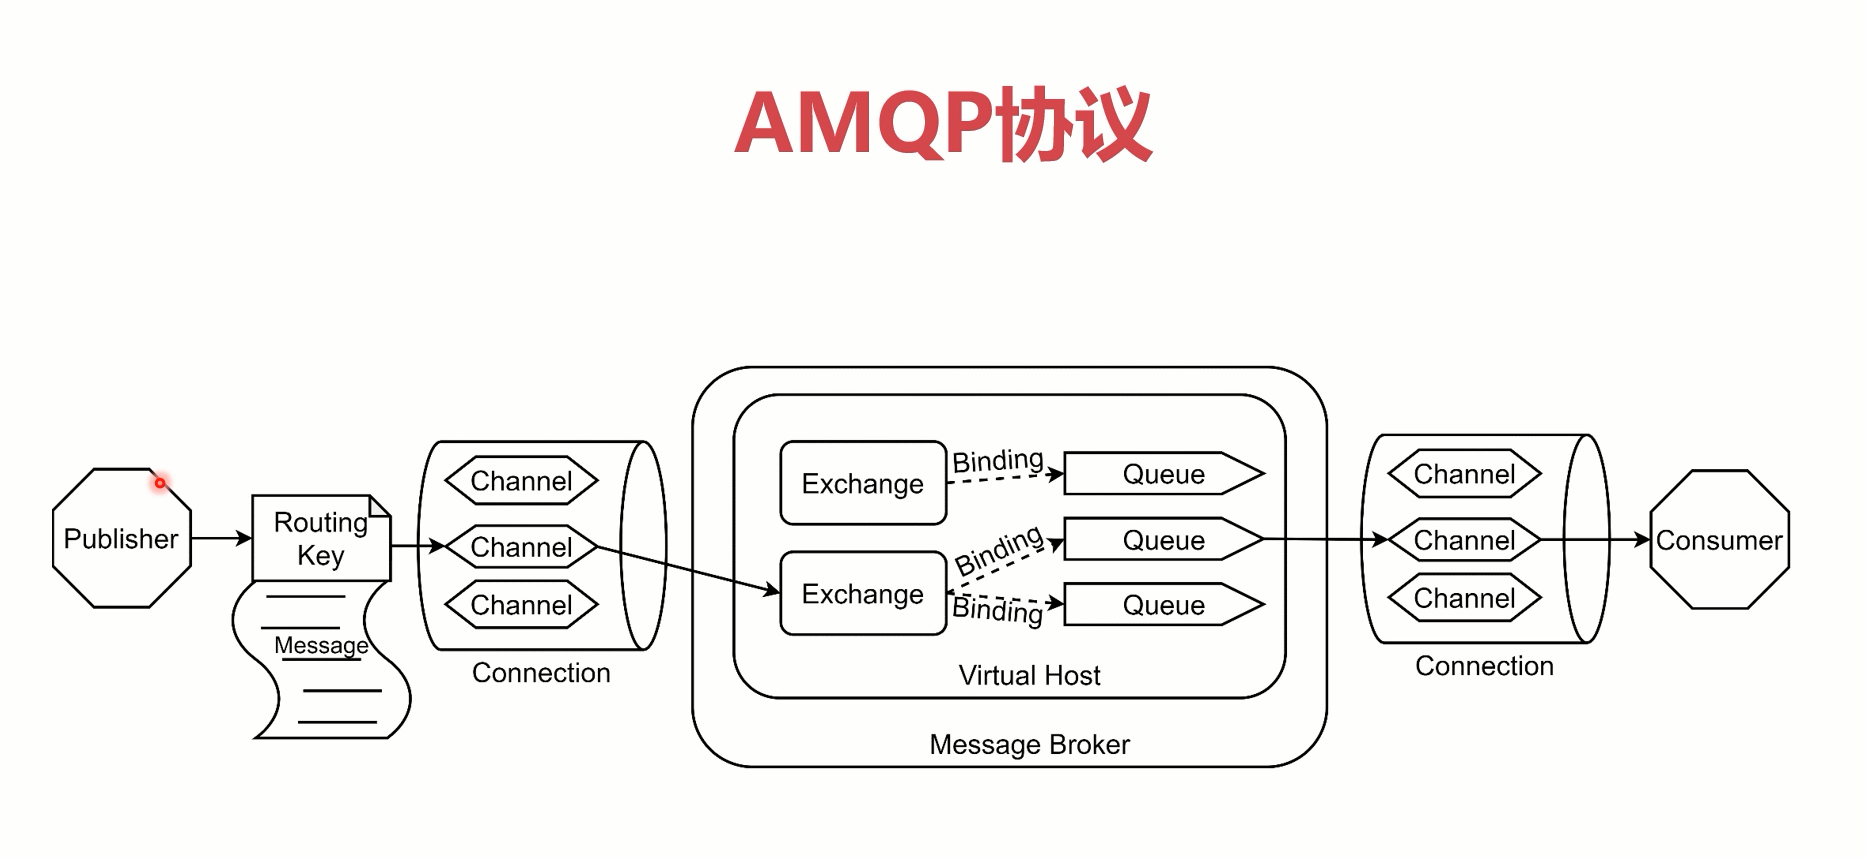 AMQP协议
Publisher
Routing
Key
Message
Channel
Channel
Channel
Connection
Exchange
Exchange
Binding
Binding
Binding
Queue
Queue
Queue
Virtual Host
Message Broker
Channel
Channel
Channel
Connection
Consumer